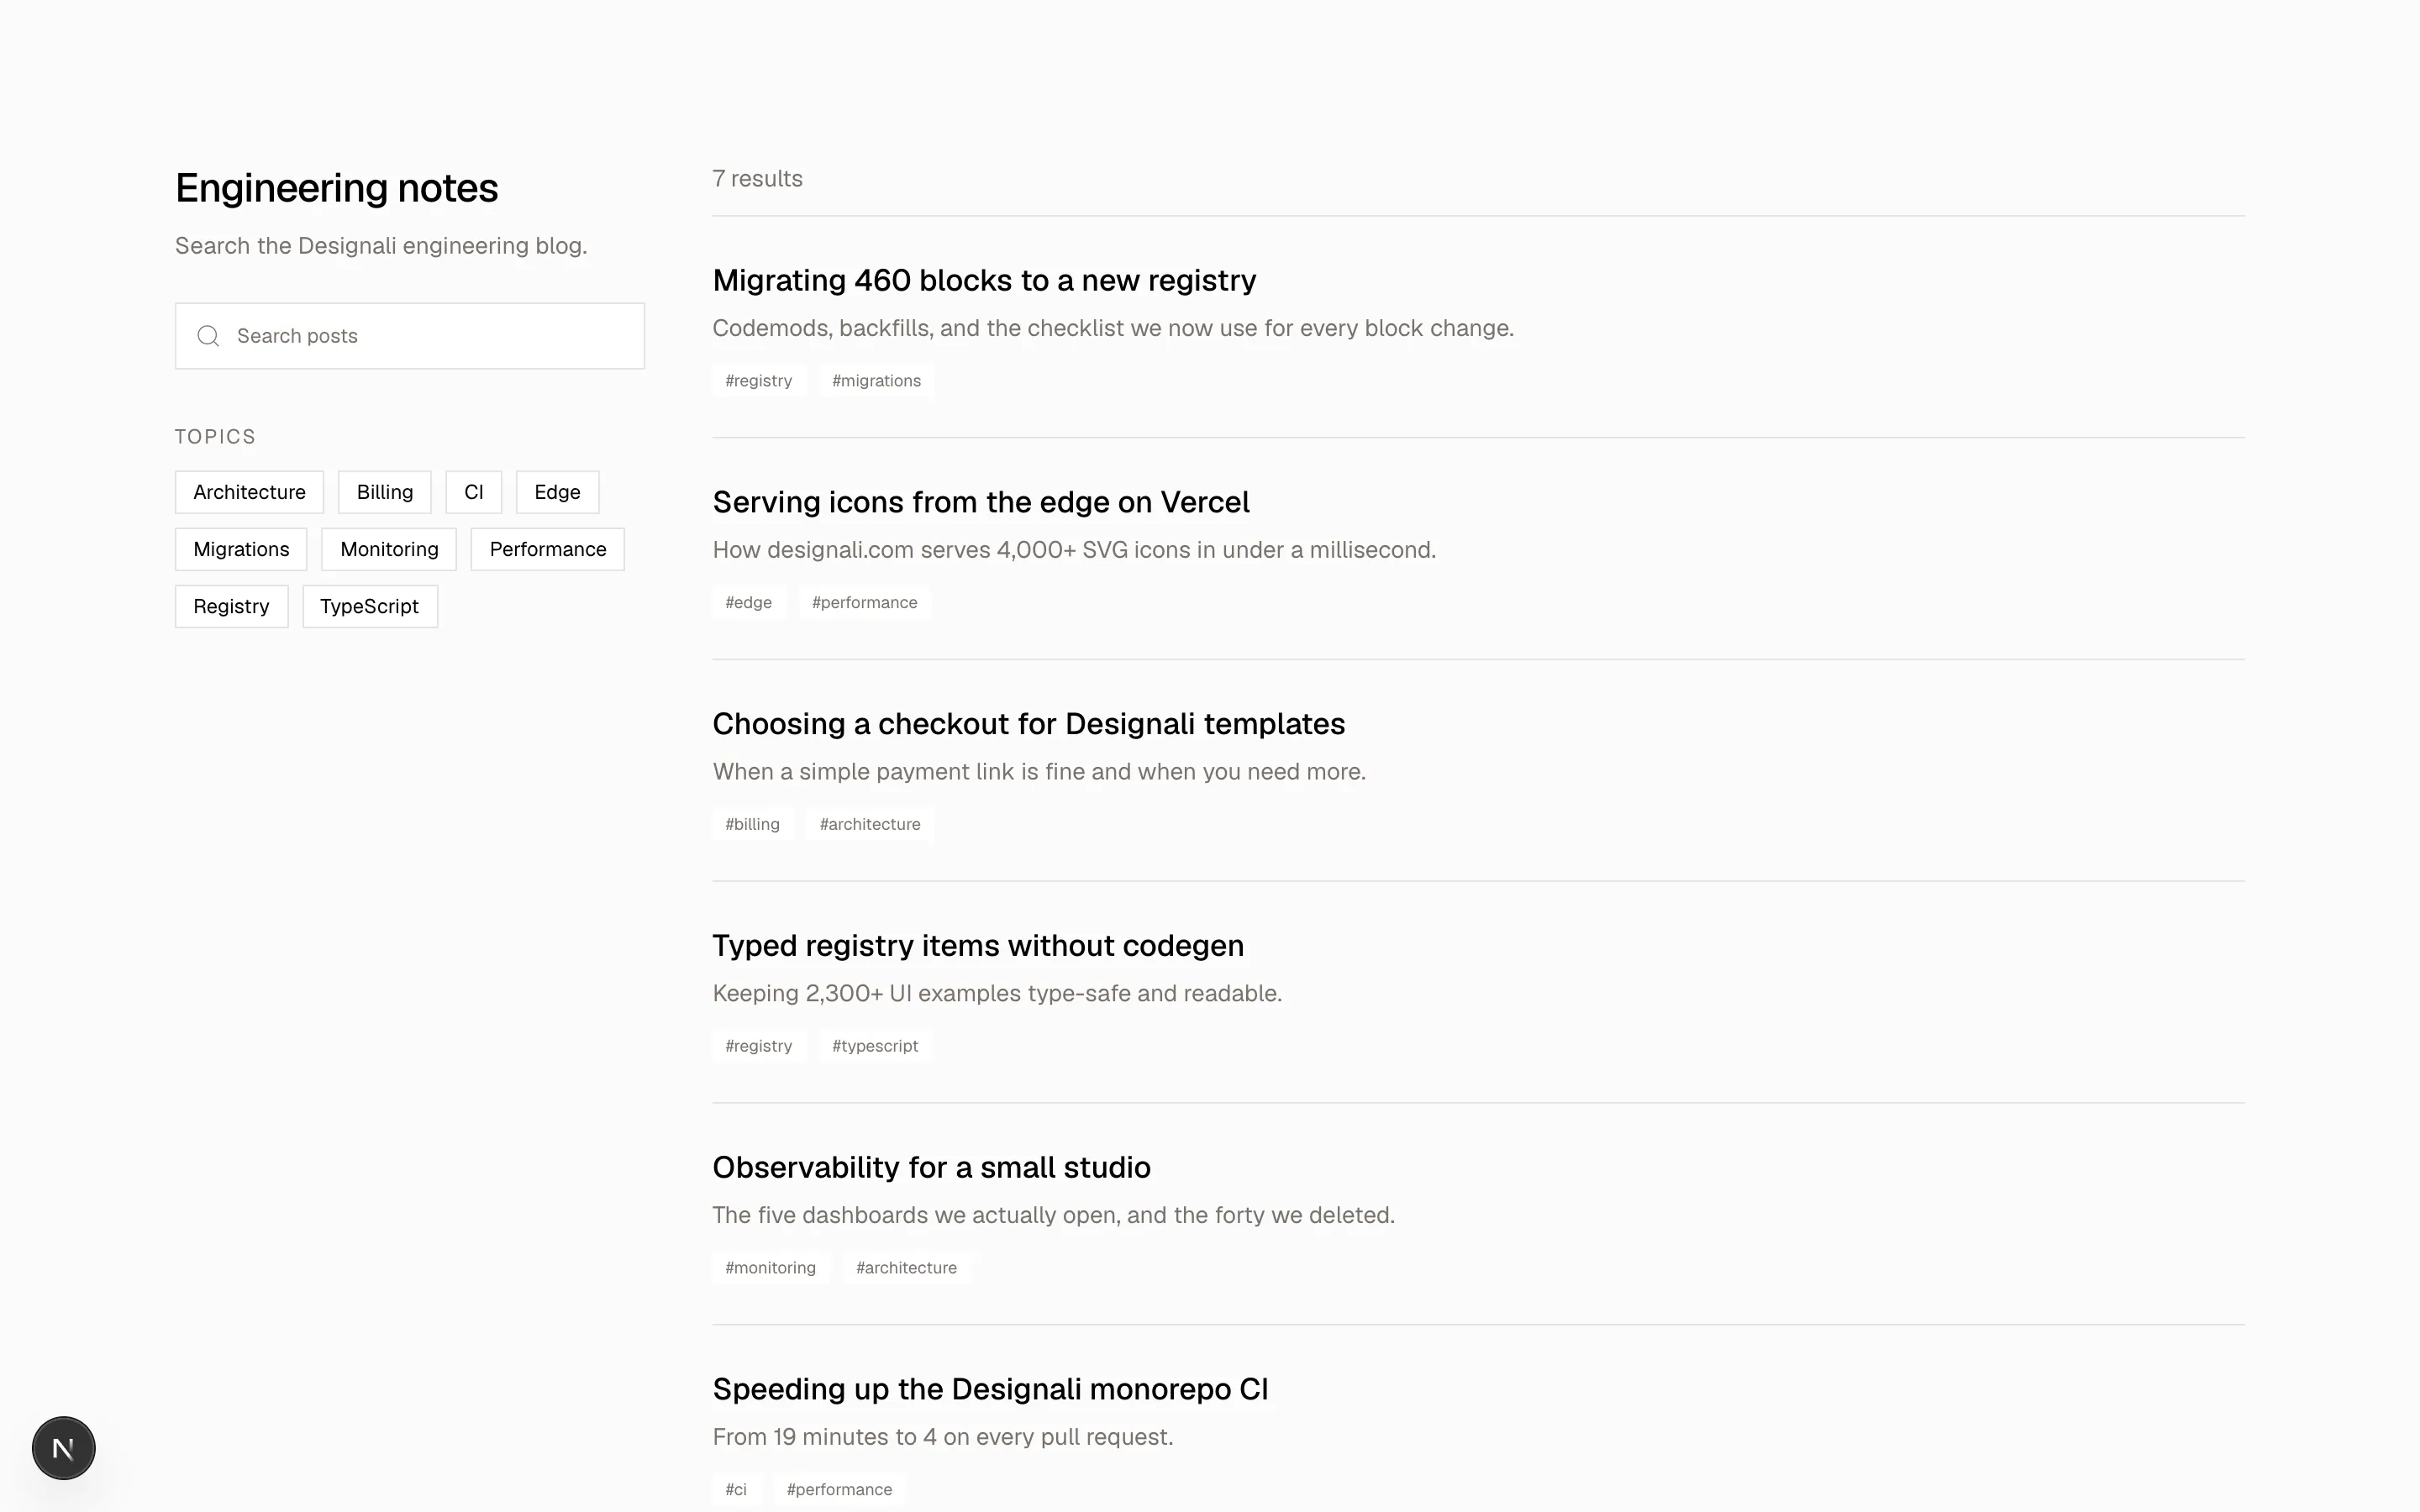 Engineering notes
Search the Designali engineering blog.
Search posts
TOPICS
Architecture Billing CI Edge
Migrations Monitoring Performance
Registry TypeScript
7 results
Migrating 460 blocks to a new registry
Codemods, backfills, and the checklist we now use for every block change.
#registry #migrations
Serving icons from the edge on Vercel
How designali.com serves 4,000+ SVG icons in under a millisecond.
#edge #performance
Choosing a checkout for Designali templates
When a simple payment link is fine and when you need more.
#billing #architecture
Typed registry items without codegen
Keeping 2,300+ UI examples type-safe and readable.
#registry #typescript
Observability for a small studio
The five dashboards we actually open, and the forty we deleted.
#monitoring #architecture
Speeding up the Designali monorepo CI
From 19 minutes to 4 on every pull request.
#ci #performance
N